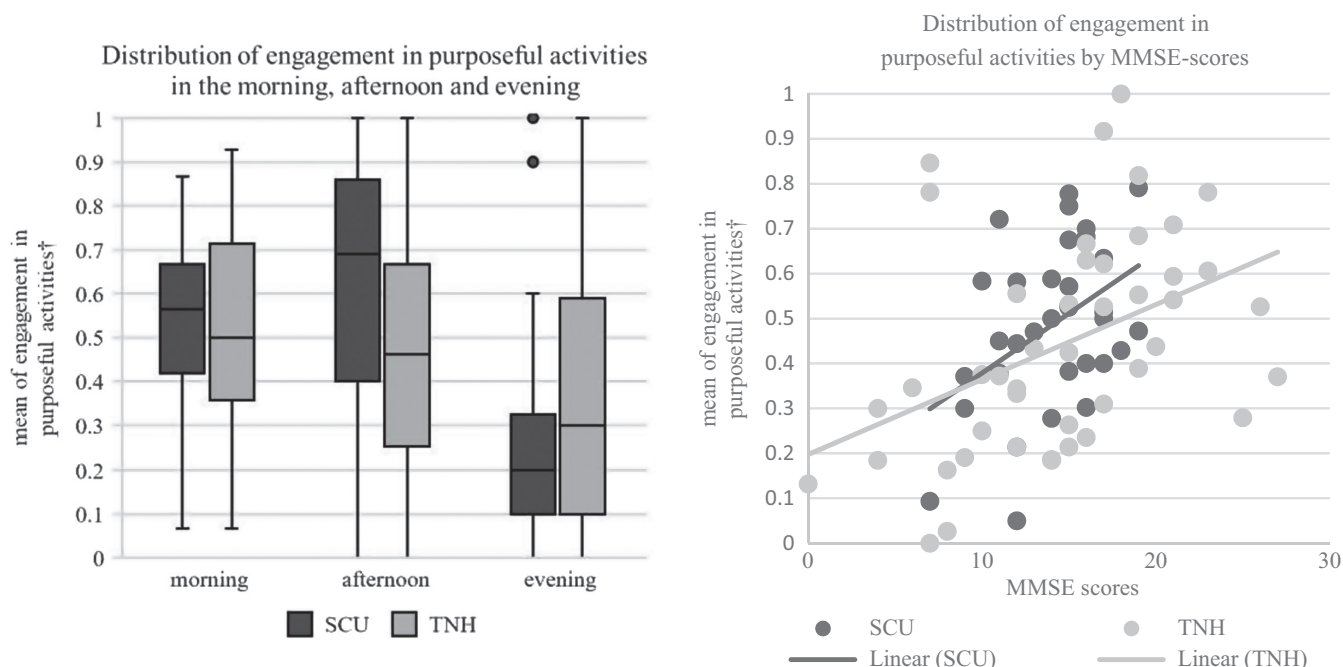 Distribution of engagement in purposeful activities
in the morning, afternoon and evening
mean of engagement in
purposeful activities†
1
0.9
0.8
0.7
0.6
0.5
0.4
0.3
0.2
0.1
0
morning afternoon evening
SCU TNH
Distribution of engagement in
purposeful activities by MMSE-scores
mean of engagement in
purposeful activities†
1
0.9
0.8
0.7
0.6
0.5
0.4
0.3
0.2
0.1
0
0 10 20 30
MMSE scores
SCU TNH
Linear (SCU) Linear (TNH)